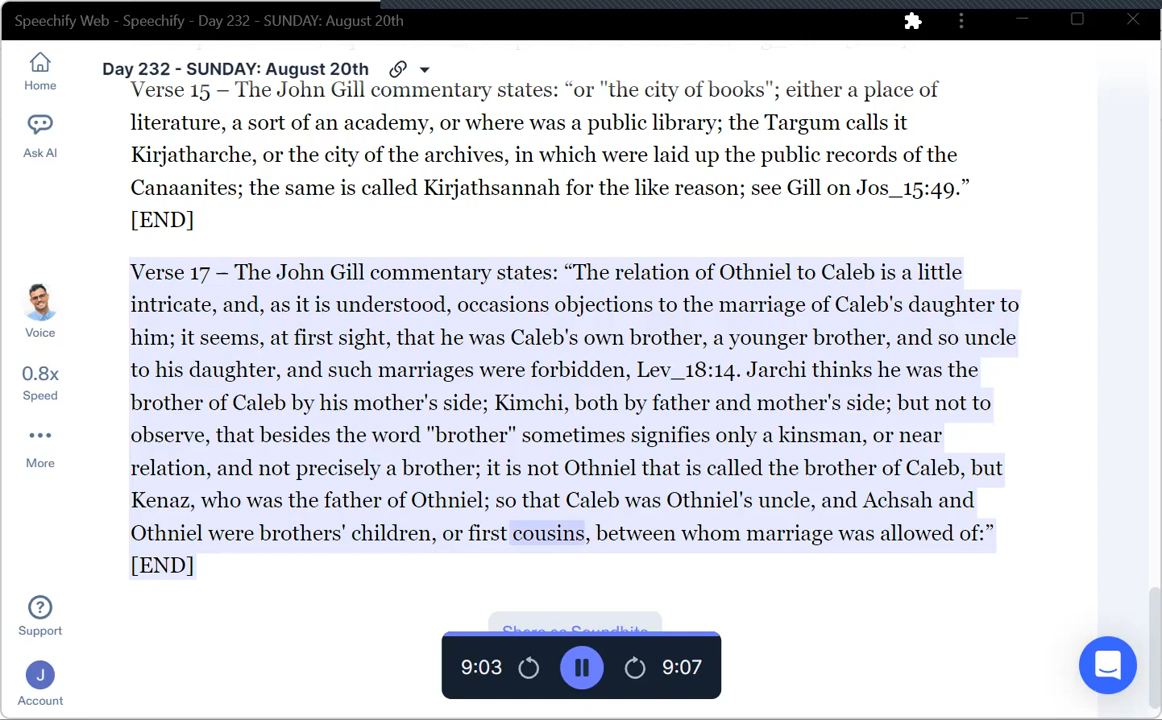 Speechify Web - Speechify - Day 232 - SUNDAY: August 20th
Day 232 - SUNDAY: August 20th
Home
Ask AI
Voice
0.8x
Speed
More
Support
J
Account
Verse 15 – The John Gill commentary states: “or "the city of books"; either a place of
literature, a sort of an academy, or where was a public library; the Targum calls it
Kirjatharche, or the city of the archives, in which were laid up the public records of the
Canaanites; the same is called Kirjathsannah for the like reason; see Gill on Jos_15:49.”
[END]
Verse 17 – The John Gill commentary states: “The relation of Othniel to Caleb is a little
intricate, and, as it is understood, occasions objections to the marriage of Caleb's daughter to
him; it seems, at first sight, that he was Caleb's own brother, a younger brother, and so uncle
to his daughter, and such marriages were forbidden, Lev_18:14. Jarchi thinks he was the
brother of Caleb by his mother's side; Kimchi, both by father and mother's side; but not to
observe, that besides the word "brother" sometimes signifies only a kinsman, or near
relation, and not precisely a brother; it is not Othniel that is called the brother of Caleb, but
Kenaz, who was the father of Othniel; so that Caleb was Othniel's uncle, and Achsah and
Othniel were brothers' children, or first cousins, between whom marriage was allowed of:”
[END]
Share as Soundbite
9:03
9:07